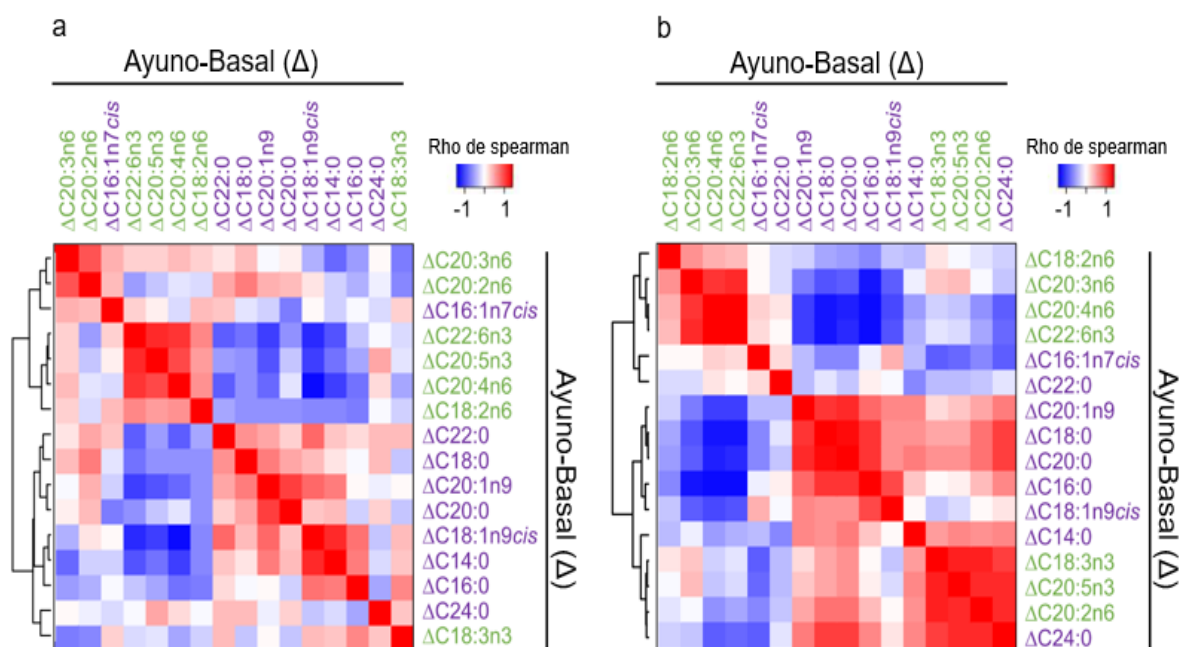 a
Ayuno-Basal (Δ)
ΔC20:3n6
ΔC20:2n6
ΔC16:1n7cis
ΔC22:6n3
ΔC20:5n3
ΔC20:4n6
ΔC18:2n6
ΔC22:0
ΔC18:0
ΔC20:1n9
ΔC20:0
ΔC18:1n9cis
ΔC14:0
ΔC16:0
ΔC24:0
ΔC18:3n3
Rho de spearman
-1 1
ΔC20:3n6
ΔC20:2n6
ΔC16:1n7cis
ΔC22:6n3
ΔC20:5n3
ΔC20:4n6
ΔC18:2n6
ΔC22:0
ΔC18:0
ΔC20:1n9
ΔC20:0
ΔC18:1n9cis
ΔC14:0
ΔC16:0
ΔC24:0
ΔC18:3n3
Ayuno-Basal (Δ)
b
Ayuno-Basal (Δ)
ΔC18:2n6
ΔC20:3n6
ΔC20:4n6
ΔC22:6n3
ΔC16:1n7cis
ΔC22:0
ΔC20:1n9
ΔC18:0
ΔC20:0
ΔC16:0
ΔC18:1n9cis
ΔC14:0
ΔC18:3n3
ΔC20:5n3
ΔC20:2n6
ΔC24:0
Rho de spearman
-1 1
ΔC18:2n6
ΔC20:3n6
ΔC20:4n6
ΔC22:6n3
ΔC16:1n7cis
ΔC22:0
ΔC20:1n9
ΔC18:0
ΔC20:0
ΔC16:0
ΔC18:1n9cis
ΔC14:0
ΔC18:3n3
ΔC20:5n3
ΔC20:2n6
ΔC24:0
Ayuno-Basal (Δ)